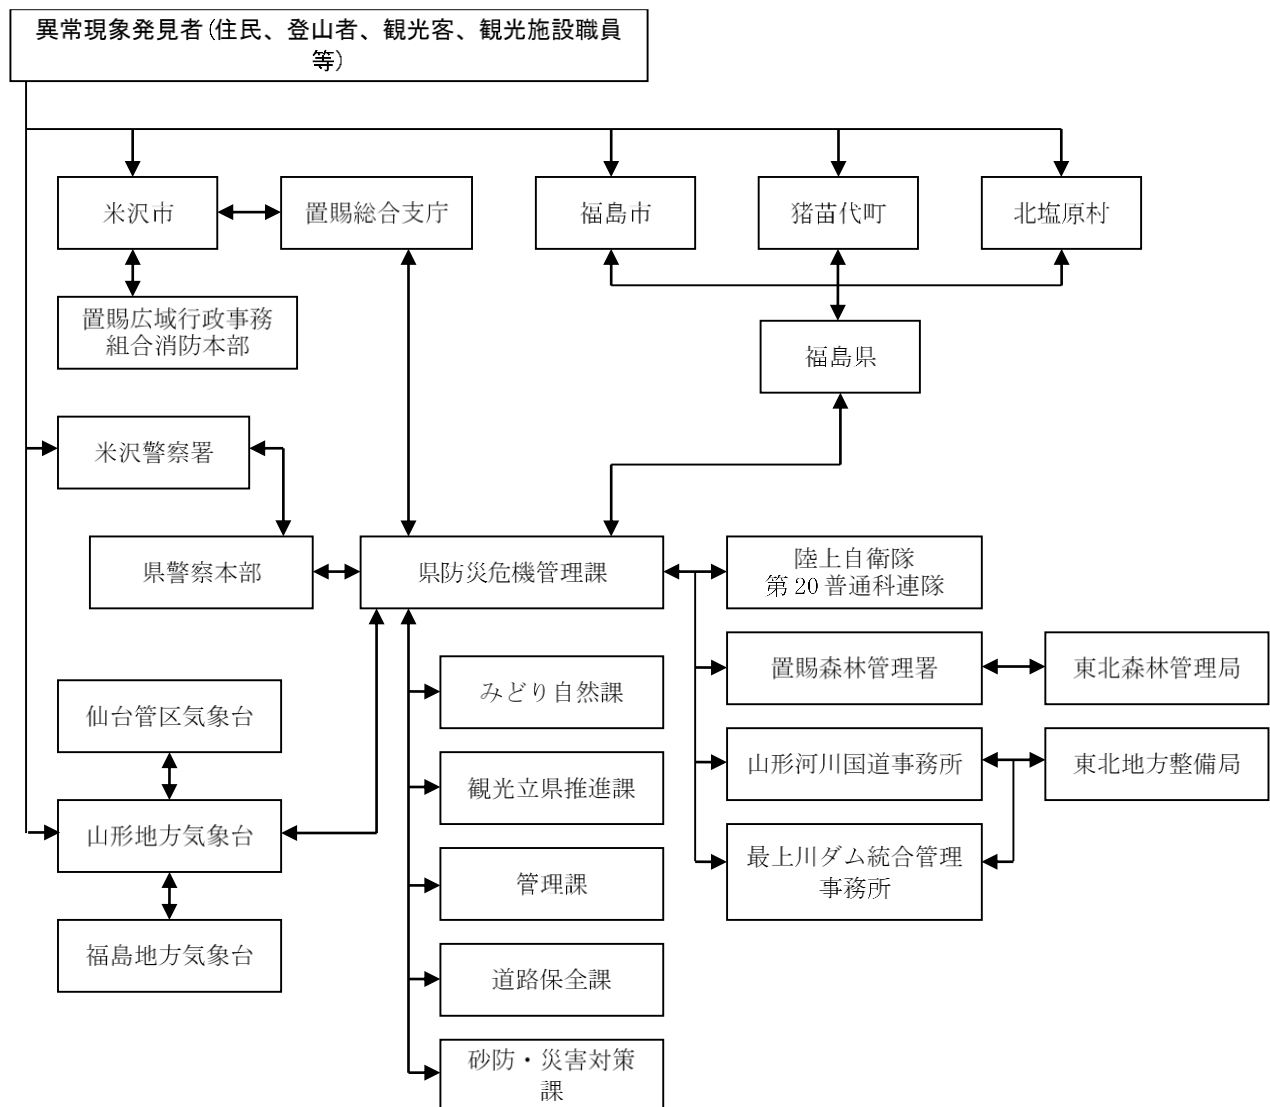 異常現象発見者(住民、登山者、観光客、観光施設職員
等)
米沢市
置賜総合支庁
福島市
猪苗代町
北塩原村
置賜広域行政事務
組合消防本部
福島県
米沢警察署
県警察本部
県防災危機管理課
陸上自衛隊
第20普通科連隊
みどり自然課
置賜森林管理署
東北森林管理局
仙台管区気象台
観光立県推進課
山形河川国道事務所
東北地方整備局
山形地方気象台
管理課
最上川ダム統合管理
事務所
福島地方気象台
道路保全課
砂防・災害対策
課